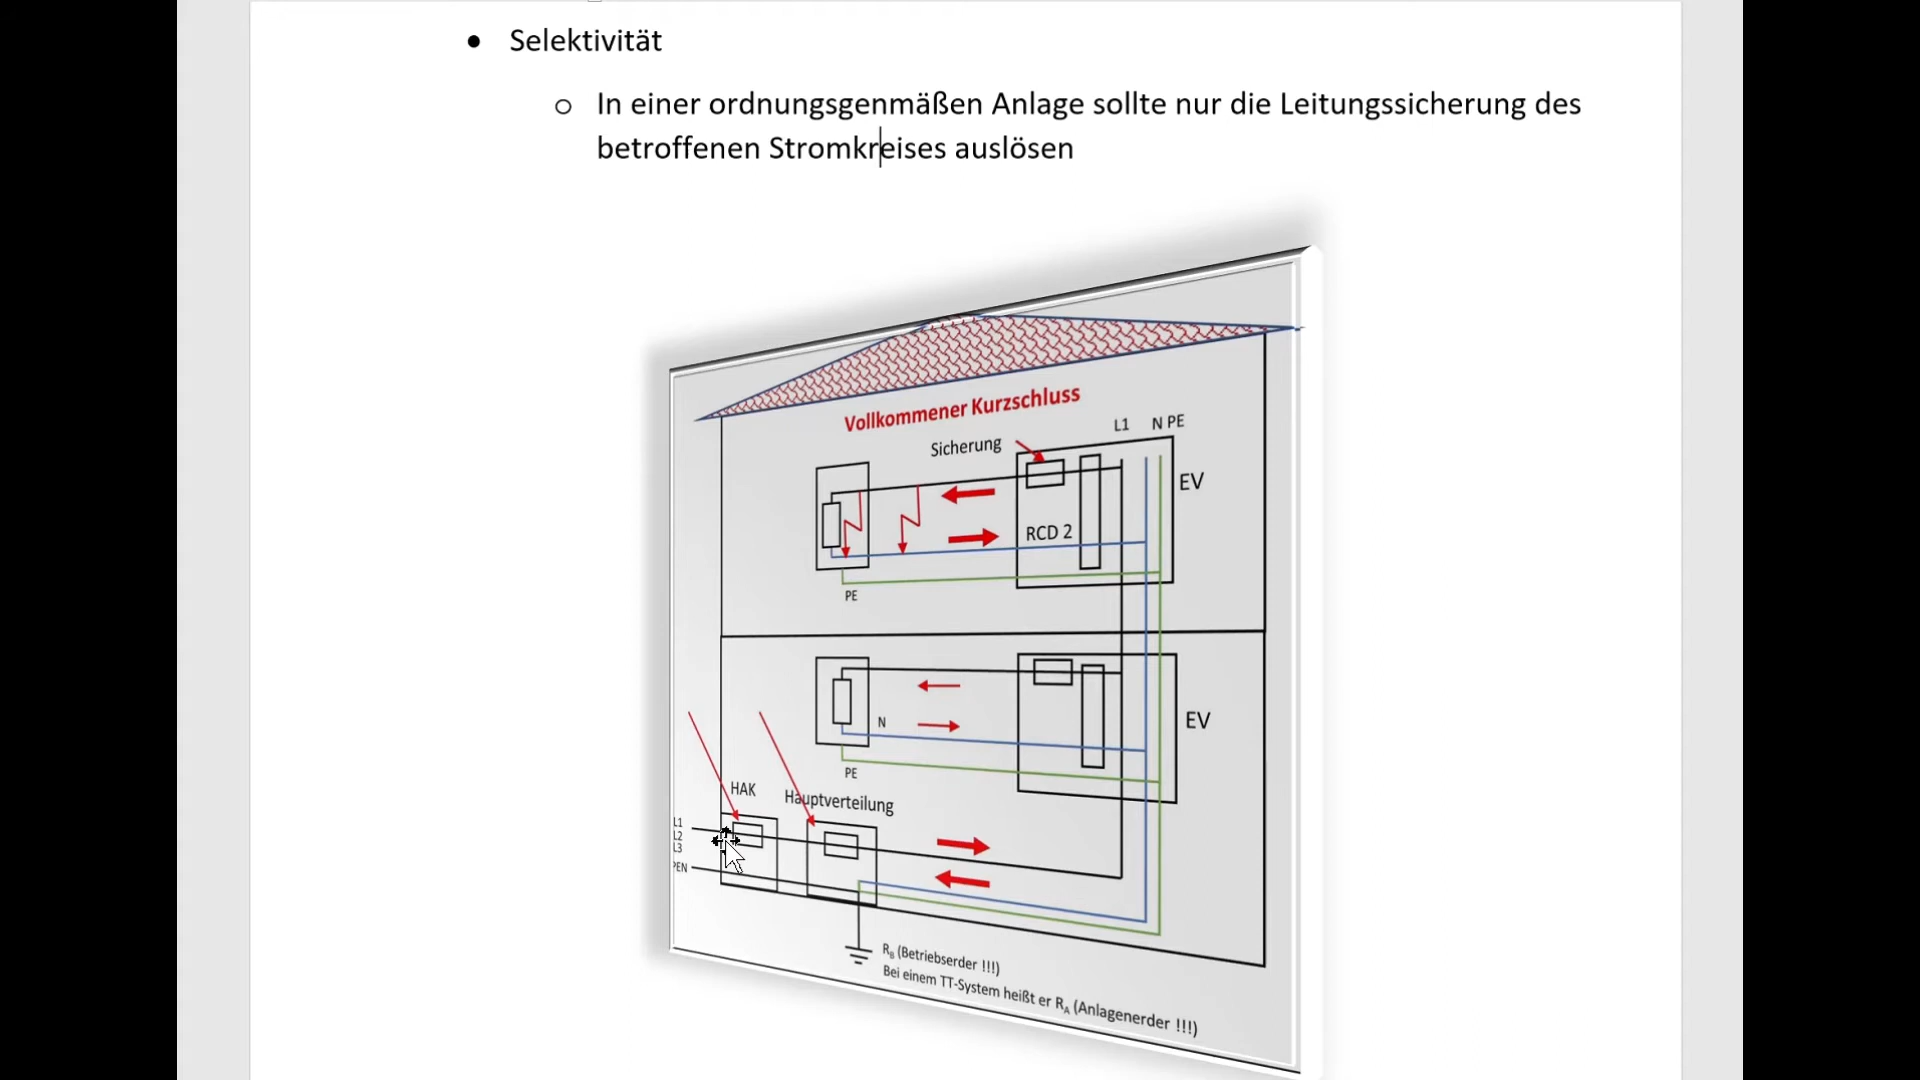 • Selektivität
o In einer ordnungsgenmäßen Anlage sollte nur die Leitungssicherung des
betroffenen Stromkreises auslösen
Vollkommener Kurzschluss
L1 N PE
Sicherung
EV
RCD 2
PE
EV
N
PE
HAK
Hauptverteilung
L1
L2
L3
PEN
RB (Betriebserder !!!)
Bei einem TT-System heißt er RA (Anlagenerder !!!)